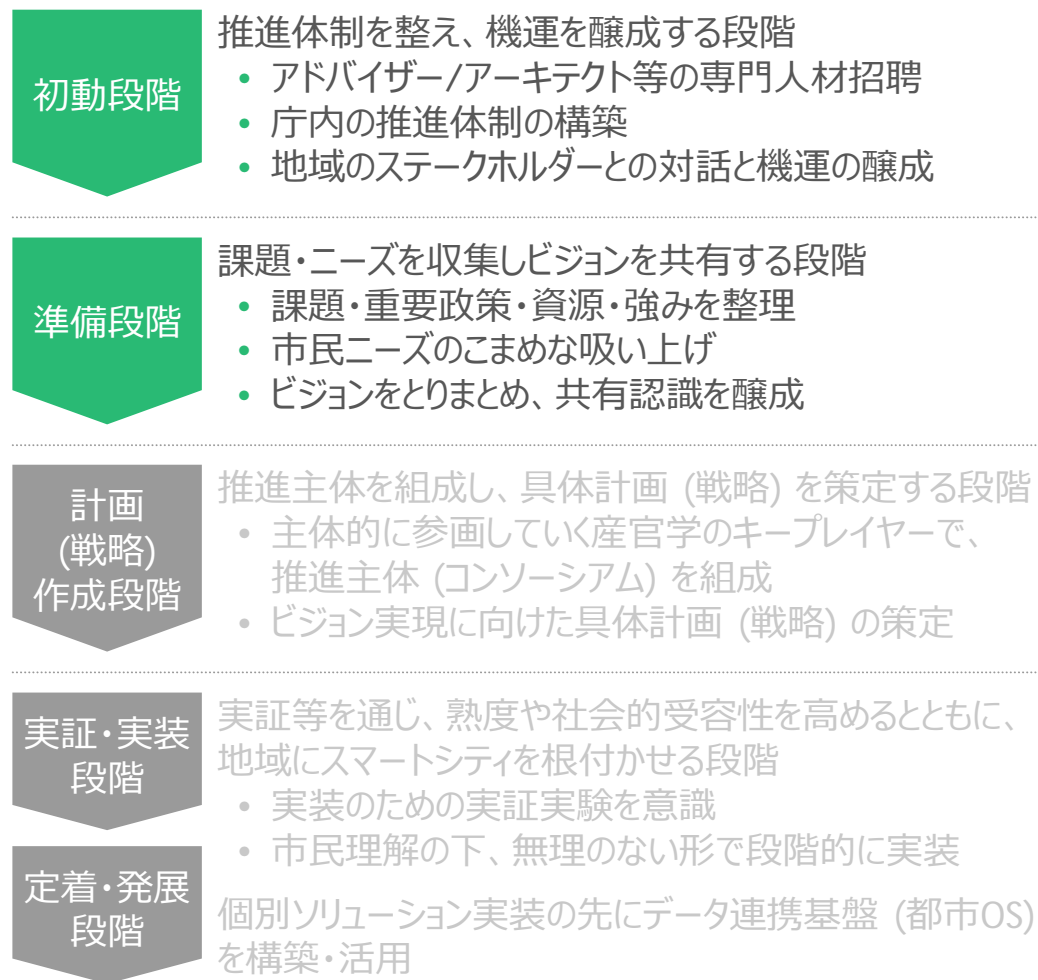 初動段階
推進体制を整え、機運を醸成する段階
• アドバイザー/アーキテクト等の専門人材招聘
• 庁内の推進体制の構築
• 地域のステークホルダーとの対話と機運の醸成
準備段階
課題・ニーズを収集しビジョンを共有する段階
• 課題・重要政策・資源・強みを整理
• 市民ニーズのこまめな吸い上げ
• ビジョンをとりまとめ、共有認識を醸成
計画
(戦略)
作成段階
推進主体を組成し、具体計画 (戦略) を策定する段階
• 主体的に参画していく産官学のキープレイヤーで、
推進主体 (コンソーシアム) を組成
• ビジョン実現に向けた具体計画 (戦略) の策定
実証・実装
段階
実証等を通じ、熟度や社会的受容性を高めるとともに、
地域にスマートシティを根付かせる段階
• 実装のための実証実験を意識
• 市民理解の下、無理のない形で段階的に実装
定着・発展
段階
個別ソリューション実装の先にデータ連携基盤 (都市OS)
を構築・活用